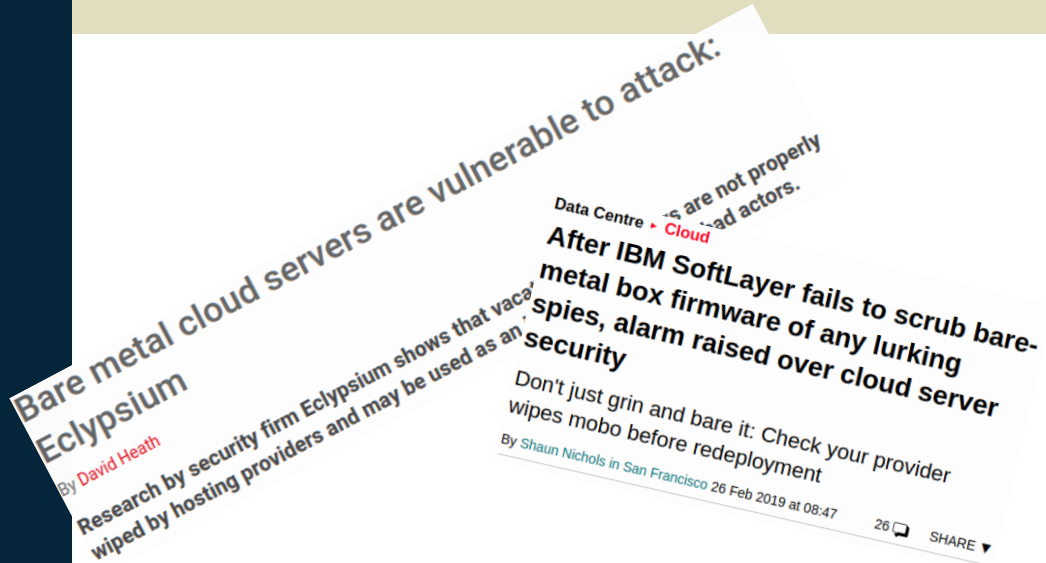 Bare metal cloud servers are vulnerable to attack:
Eclypsium
By David Heath
Research by security firm Eclypsium shows that are not properly
wiped by hosting providers and may be used as an actors.
Data Centre ▸ Cloud
After IBM SoftLayer fails to scrub bare-
metal box firmware of any lurking
spies, alarm raised over cloud server
security
Don't just grin and bare it: Check your provider
wipes mobo before redeployment
By Shaun Nichols in San Francisco 26 Feb 2019 at 08:47
26 SHARE ▼